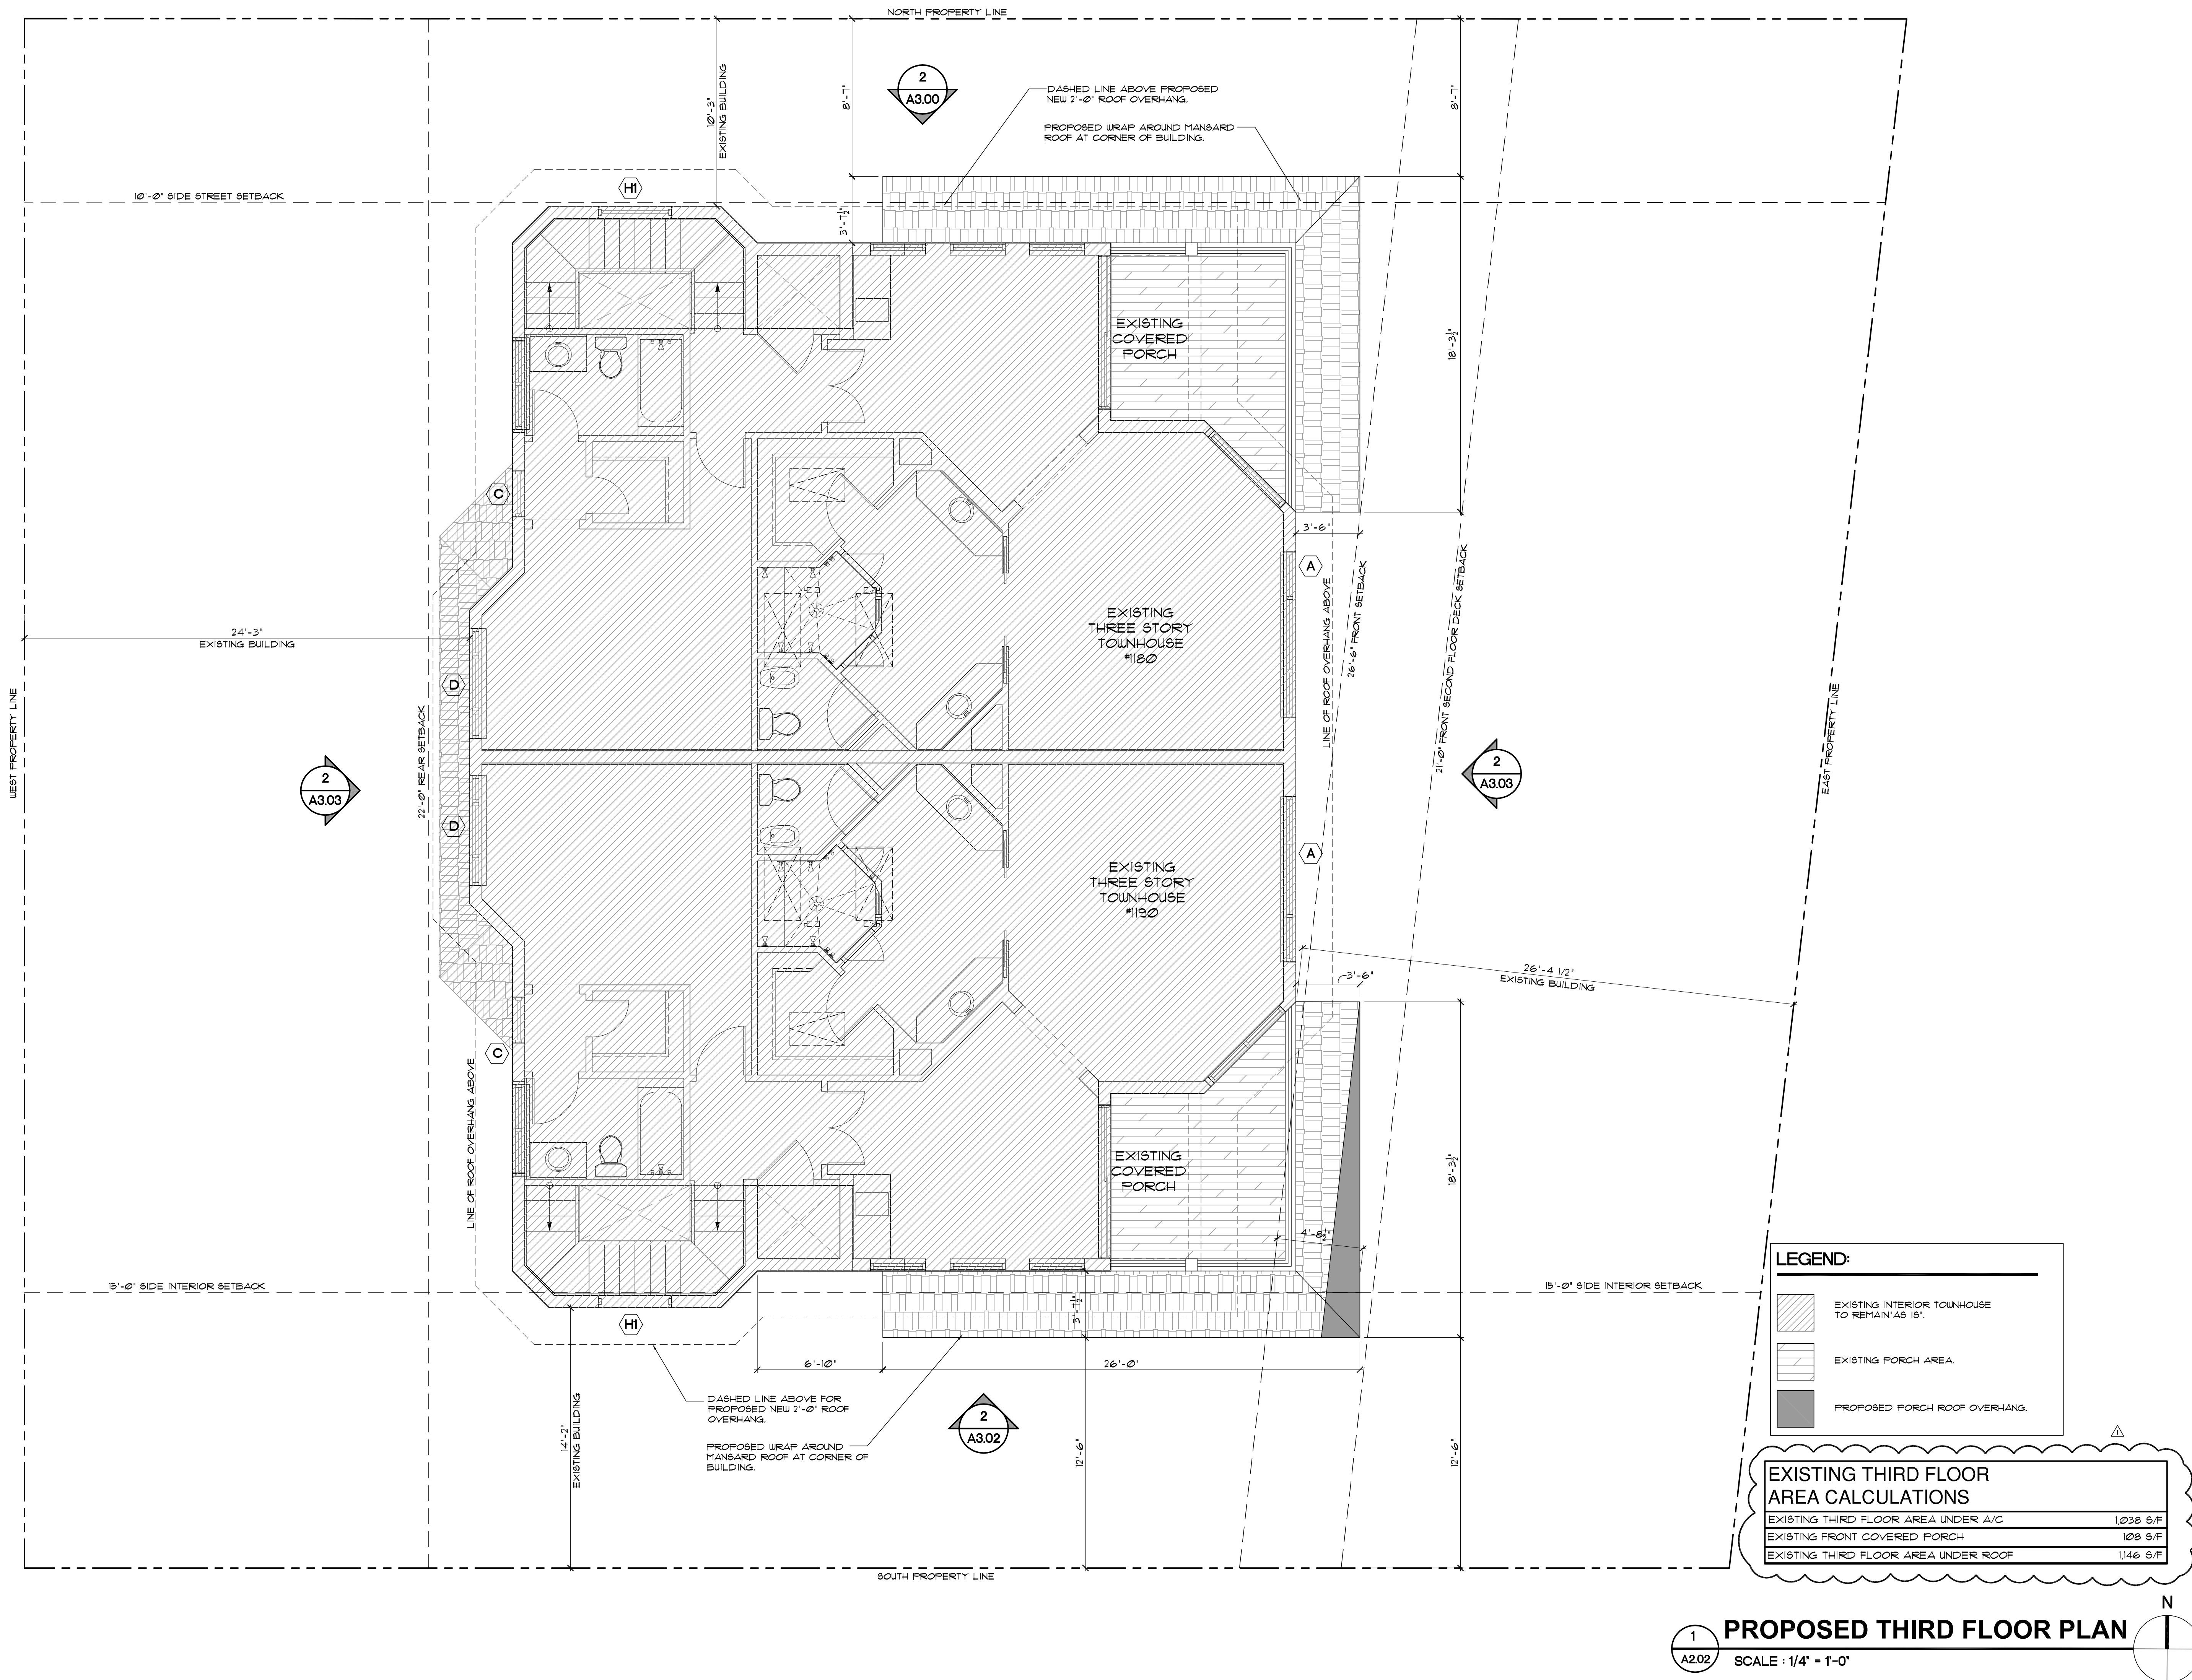 NORTH PROPERTY LINE
2
A3.00
DASHED LINE ABOVE PROPOSED
NEW 2'-0" ROOF OVERHANG.
PROPOSED WRAP AROUND MANSARD
ROOF AT CORNER OF BUILDING.
10'-3"
EXISTING BUILDING
8'-7"
8'-7"
10'-0" SIDE STREET SETBACK
H1
3'-7½"
EXISTING
COVERED
PORCH
18'-3½"
C
3'-6"
A
24'-3"
EXISTING BUILDING
EXISTING
THREE STORY
TOWNHOUSE
#1180
LINE OF ROOF OVERHANG ABOVE
26'-6" FRONT SETBACK
21'-0" FRONT SECOND FLOOR DECK SETBACK
D
WEST PROPERTY LINE
22'-0" REAR SETBACK
EAST PROPERTY LINE
2
A3.03
2
A3.03
D
A
EXISTING
THREE STORY
TOWNHOUSE
#1190
3'-6"
26'-4 1/2"
EXISTING BUILDING
C
LINE OF ROOF OVERHANG ABOVE
EXISTING
COVERED
PORCH
18'-3½"
4'-8½"
15'-0" SIDE INTERIOR SETBACK
15'-0" SIDE INTERIOR SETBACK
3'-7½"
H1
6'-10"
26'-0"
DASHED LINE ABOVE FOR
PROPOSED NEW 2'-0" ROOF
OVERHANG.
2
A3.02
PROPOSED WRAP AROUND
MANSARD ROOF AT CORNER OF
BUILDING.
14'-2"
EXISTING BUILDING
12'-6"
12'-6"
SOUTH PROPERTY LINE
LEGEND:
EXISTING INTERIOR TOWNHOUSE
TO REMAIN"AS IS".
EXISTING PORCH AREA.
PROPOSED PORCH ROOF OVERHANG.
1
EXISTING THIRD FLOOR
AREA CALCULATIONS
EXISTING THIRD FLOOR AREA UNDER A/C 1,038 S/F
EXISTING FRONT COVERED PORCH 108 S/F
EXISTING THIRD FLOOR AREA UNDER ROOF 1,146 S/F
N
1
A2.02
PROPOSED THIRD FLOOR PLAN
SCALE : 1/4" = 1'-0"